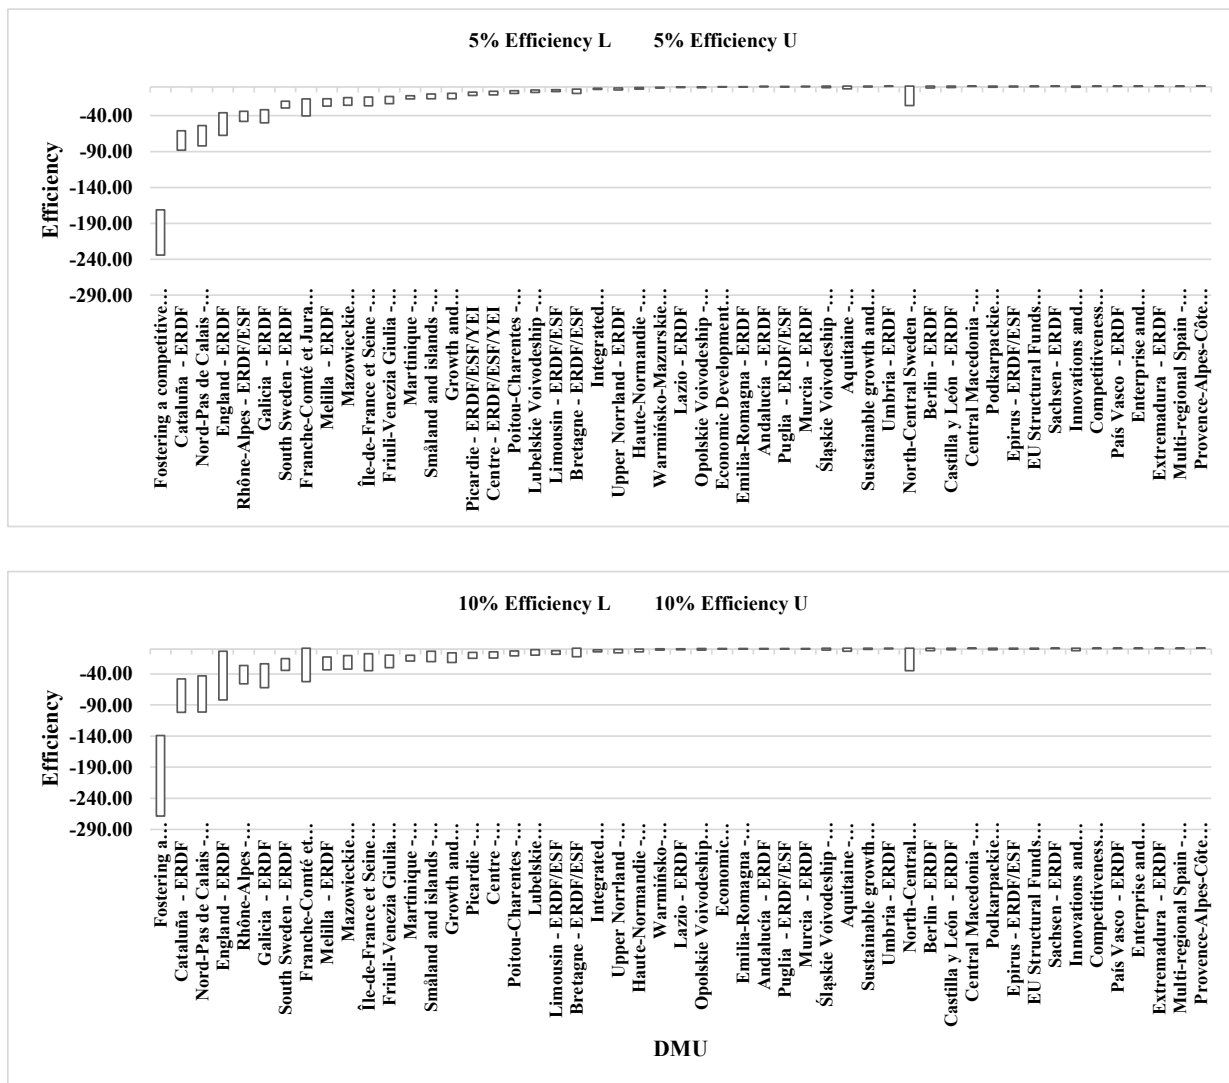 5% Efficiency L 5% Efficiency U
Efficiency
-40.00
-90.00
-140.00
-190.00
-240.00
-290.00
Fostering a competitive…
Cataluña - ERDF
Nord-Pas de Calais -…
England - ERDF
Rhône-Alpes - ERDF/ESF
Galicia - ERDF
South Sweden - ERDF
Franche-Comté et Jura…
Melilla - ERDF
Mazowieckie…
Île-de-France et Seine -…
Friuli-Venezia Giulia -…
Martinique -…
Småland and islands -…
Growth and…
Picardie - ERDF/ESF/YEI
Centre - ERDF/ESF/YEI
Poitou-Charentes -…
Lubelskie Voivodeship -…
Limousin - ERDF/ESF
Bretagne - ERDF/ESF
Integrated…
Upper Norrland - ERDF
Haute-Normandie -…
Warmińsko-Mazurskie…
Lazio - ERDF
Opolskie Voivodeship -…
Economic Development…
Emilia-Romagna - ERDF
Andalucía - ERDF
Puglia - ERDF/ESF
Murcia - ERDF
Śląskie Voivodeship -…
Aquitaine -…
Sustainable growth and…
Umbria - ERDF
North-Central Sweden -…
Berlin - ERDF
Castilla y León - ERDF
Central Macedonia -…
Podkarpackie…
Epirus - ERDF/ESF
EU Structural Funds…
Sachsen - ERDF
Innovations and…
Competitiveness…
País Vasco - ERDF
Enterprise and…
Extremadura - ERDF
Multi-regional Spain -…
Provence-Alpes-Côte…
10% Efficiency L 10% Efficiency U
Efficiency
-40.00
-90.00
-140.00
-190.00
-240.00
-290.00
Fostering a…
Cataluña - ERDF
Nord-Pas de Calais -…
England - ERDF
Rhône-Alpes -…
Galicia - ERDF
South Sweden - ERDF
Franche-Comté et…
Melilla - ERDF
Mazowieckie…
Île-de-France et Seine…
Friuli-Venezia Giulia…
Martinique -…
Småland and islands -…
Growth and…
Picardie -…
Centre -…
Poitou-Charentes -…
Lubelskie…
Limousin - ERDF/ESF
Bretagne - ERDF/ESF
Integrated…
Upper Norrland -…
Haute-Normandie -…
Warmińsko-…
Lazio - ERDF
Opolskie Voivodeship…
Economic…
Emilia-Romagna -…
Andalucía - ERDF
Puglia - ERDF/ESF
Murcia - ERDF
Śląskie Voivodeship -…
Aquitaine -…
Sustainable growth…
Umbria - ERDF
North-Central…
Berlin - ERDF
Castilla y León - ERDF
Central Macedonia -…
Podkarpackie…
Epirus - ERDF/ESF
EU Structural Funds…
Sachsen - ERDF
Innovations and…
Competitiveness…
País Vasco - ERDF
Enterprise and…
Extremadura - ERDF
Multi-regional Spain -…
Provence-Alpes-Côte…
DMU